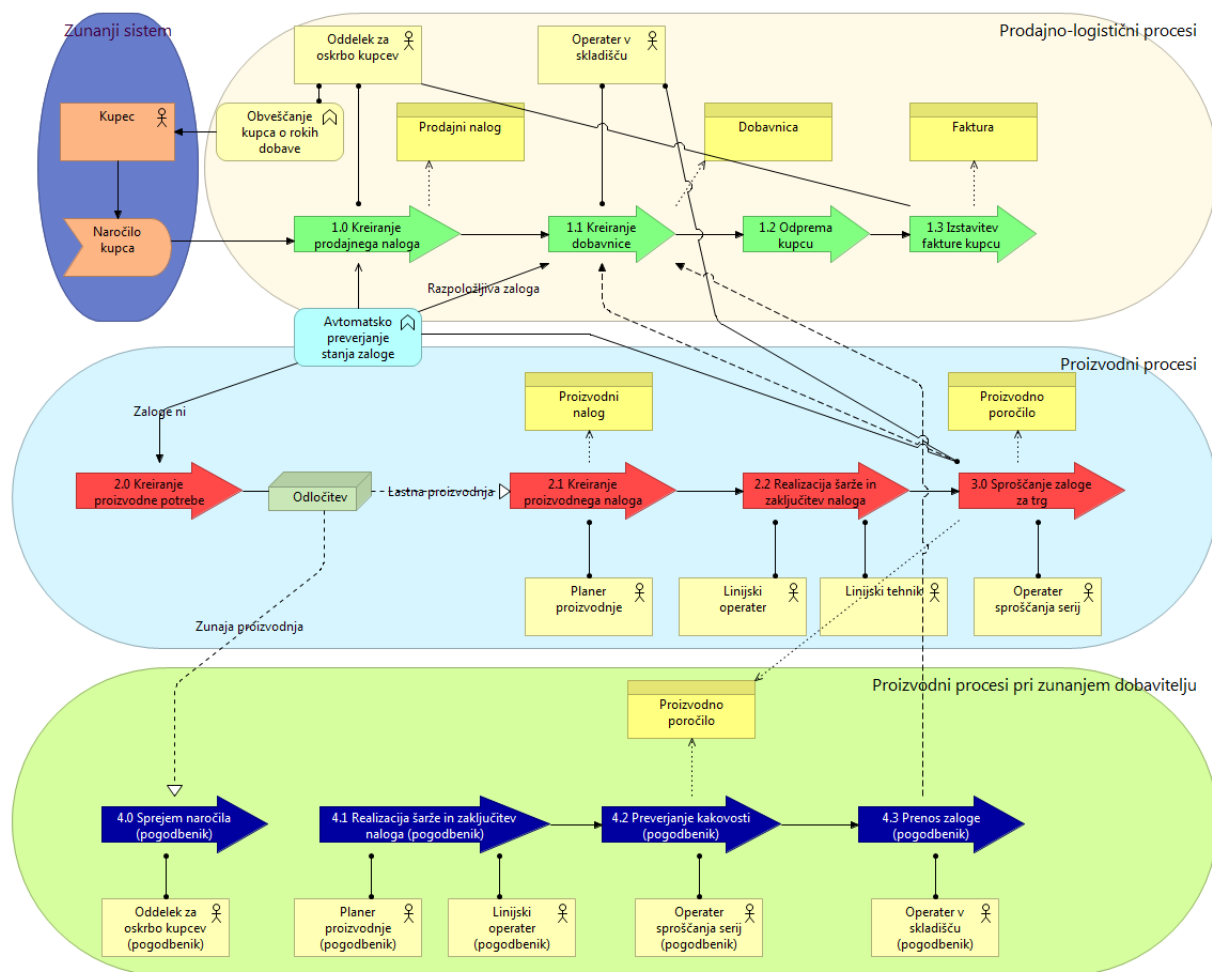 Zunanji sistem
Prodajno-logistični procesi
Oddelek za
oskrbo kupcev
Operater v
skladišču
Kupec
Obveščanje
kupca o rokih
dobave
Prodajni nalog
Dobavnica
Faktura
Naročilo
kupca
1.0 Kreiranje
prodajnega naloga
1.1 Kreiranje
dobavnice
1.2 Odprema
kupcu
1.3 Izstavitev
fakture kupcu
Razpoložljiva zaloga
Avtomatsko
preverjanje
stanja zaloge
Proizvodni procesi
Zaloge ni
Proizvodni
nalog
Proizvodno
poročilo
2.0 Kreiranje
proizvodne potrebe
Odločitev
Lastna proizvodnja
2.1 Kreiranje
proizvodnega naloga
2.2 Realizacija šarže in
zaključitev naloga
3.0 Sproščanje zaloge
za trg
Planer
proizvodnje
Linijski
operater
Linijski tehnik
Operater
sproščanja serij
Zunaja proizvodnja
Proizvodni procesi pri zunanjem dobavitelju
Proizvodno
poročilo
4.0 Sprejem naročila
(pogodbenik)
4.1 Realizacija šarže in zaključitev
naloga (pogodbenik)
4.2 Preverjanje kakovosti
(pogodbenik)
4.3 Prenos zaloge
(pogodbenik)
Oddelek za
oskrbo kupcev
(pogodbenik)
Planer
proizvodnje
(pogodbenik)
Linijski
operater
(pogodbenik)
Operater
sproščanja serij
(pogodbenik)
Operater v
skladišču
(pogodbenik)